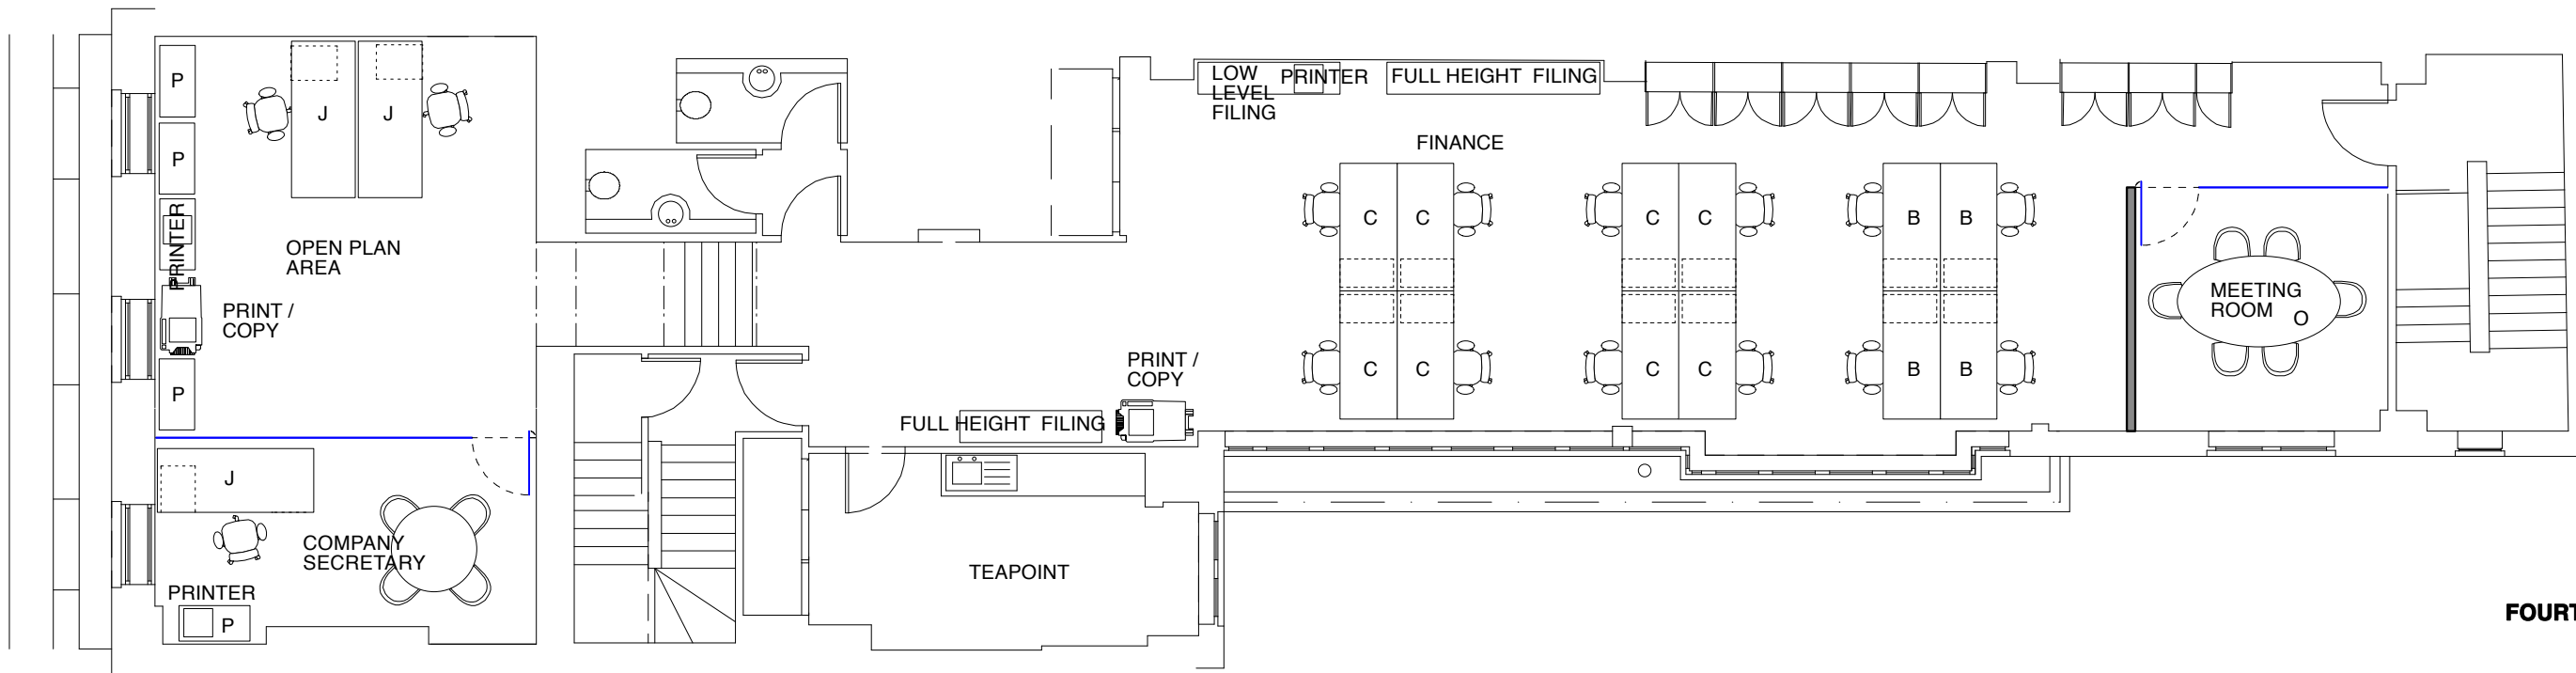 P
J
J
P
PRINTER
OPEN PLAN
AREA
PRINT /
COPY
P
J
COMPANY
SECRETARY
PRINTER
P
LOW
LEVEL
FILING
PRINTER
FULL HEIGHT FILING
FINANCE
C
C
C
C
B
B
C
C
C
C
B
B
MEETING
ROOM
O
PRINT /
COPY
FULL HEIGHT FILING
TEAPOINT
FOURT